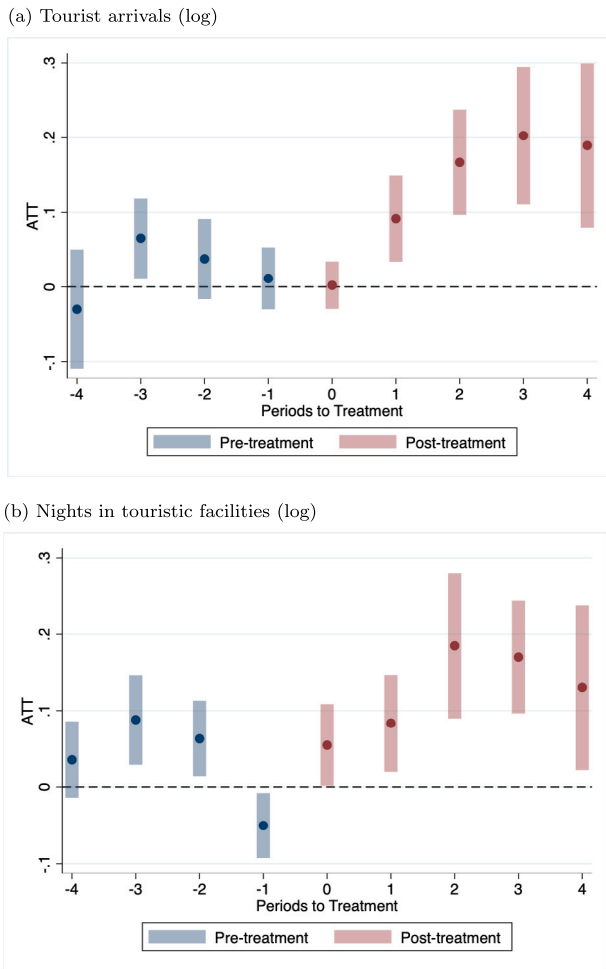 (a) Tourist arrivals (log)
.3
.2
.1
0
-.1
ATT
-4 -3 -2 -1 0 1 2 3 4
Periods to Treatment
Pre-treatment Post-treatment
(b) Nights in touristic facilities (log)
.3
.2
.1
0
-.1
ATT
-4 -3 -2 -1 0 1 2 3 4
Periods to Treatment
Pre-treatment Post-treatment